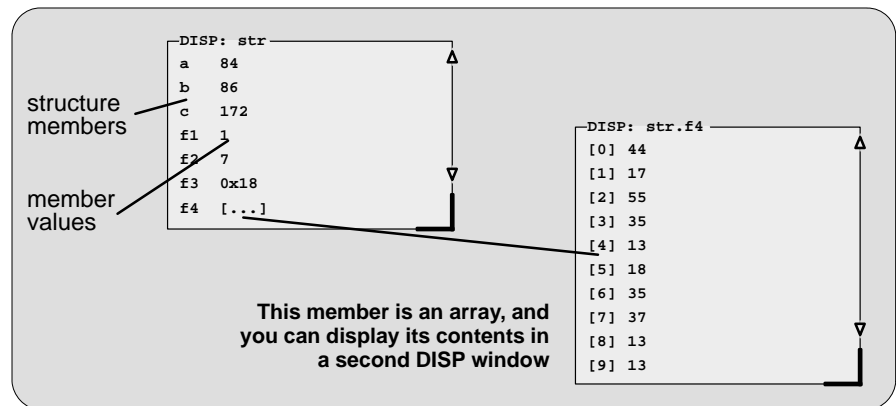 DISP: str
a 84
b 86
c 172
f1 1
f2 7
f3 0x18
f4 [...]
structure
members
member
values
DISP: str.f4
[0] 44
[1] 17
[2] 55
[3] 35
[4] 13
[5] 18
[6] 35
[7] 37
[8] 13
[9] 13
This member is an array, and
you can display its contents in
a second DISP window